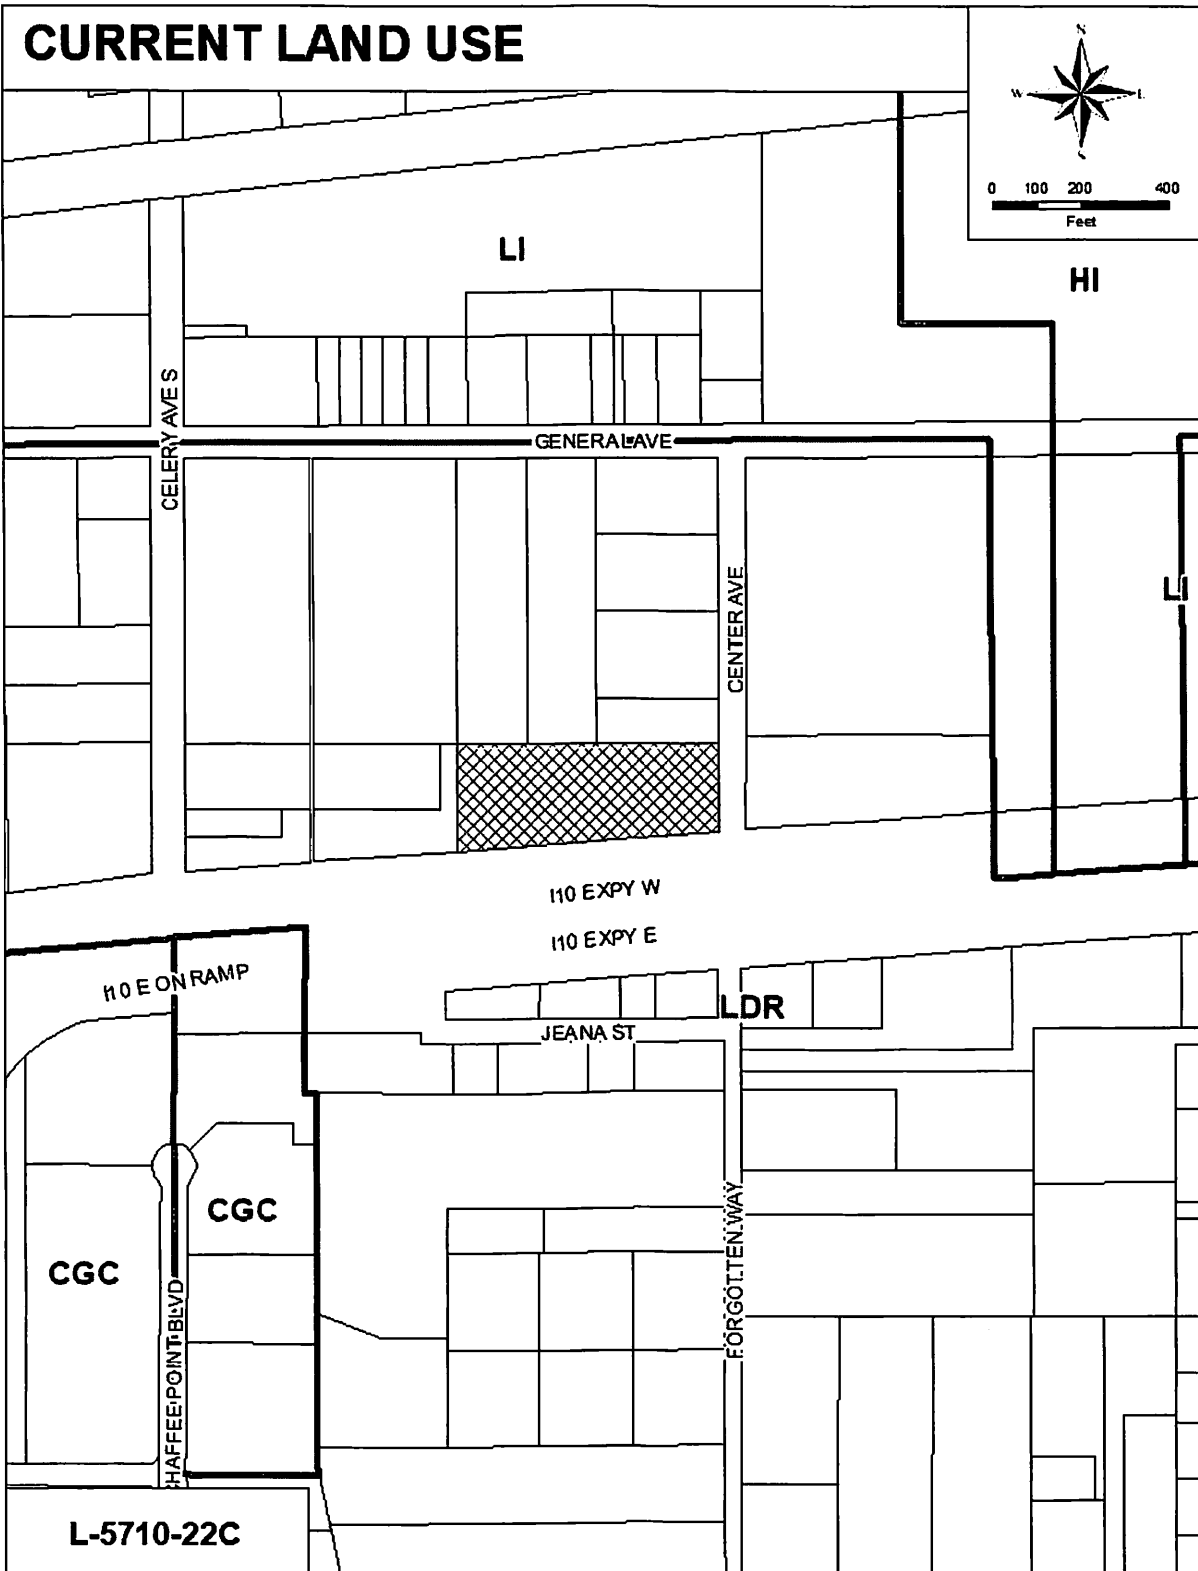 CURRENT LAND USE
N
W
E
S
0 100 200 400
Feet
LI
HI
CELERY AVE S
GENERAL AVE
CENTER AVE
LI
I10 EXPY W
I10 EXPY E
I10 E ON RAMP
LDR
JEANA ST
CGC
CGC
FORGOTTEN WAY
CHAFFEE POINT BLVD
L-5710-22C